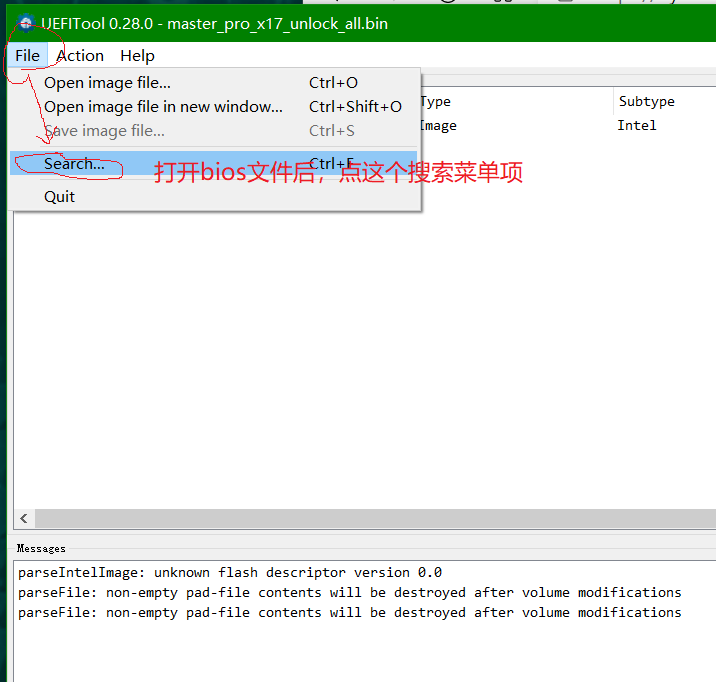 UEFITool 0.28.0 - master_pro_x17_unlock_all.bin
File Action Help
Open image file... Ctrl+O
Open image file in new window... Ctrl+Shift+O
Save image file... Ctrl+S
Search... Ctrl+F
Quit
打开bios文件后，点这个搜索菜单项
Type Subtype
Image Intel
Messages
parseIntelImage: unknown flash descriptor version 0.0
parseFile: non-empty pad-file contents will be destroyed after volume modifications
parseFile: non-empty pad-file contents will be destroyed after volume modifications